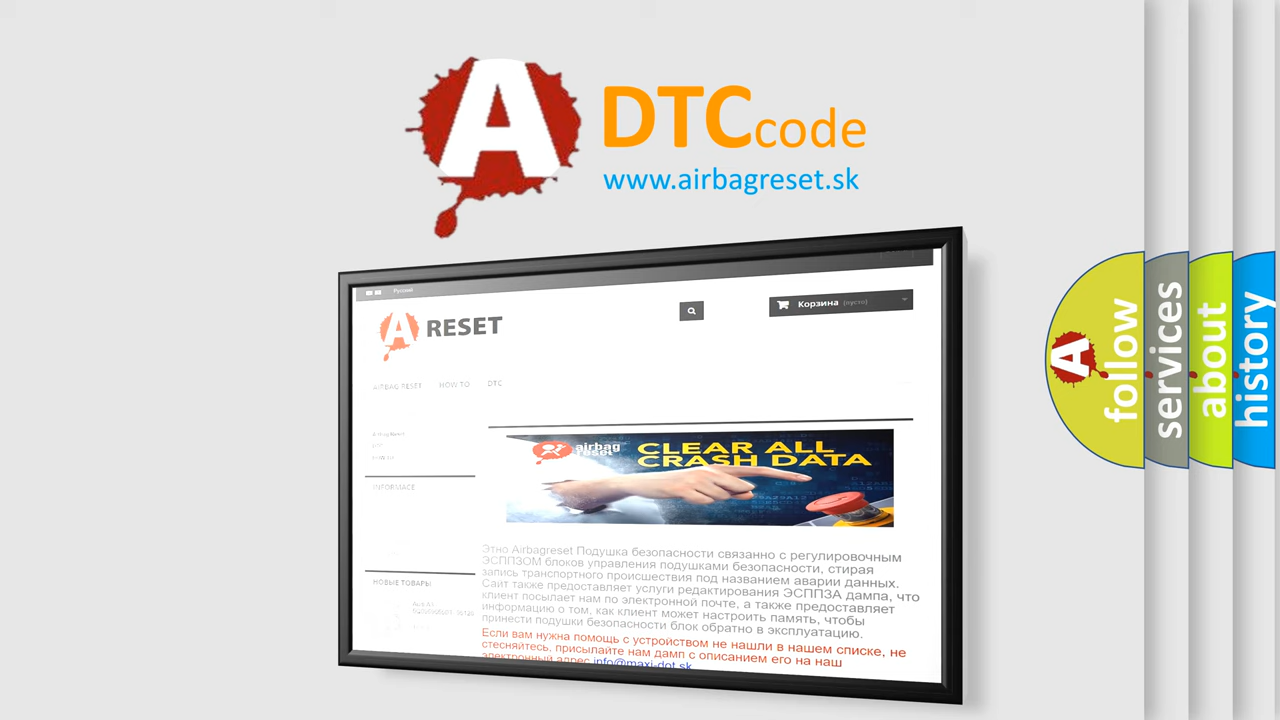 A
DTCcode
www.airbagreset.sk
Русский
Корзина (пусто)
A RESET
AIRBAG RESET HOW TO DTC
INFORMACE
airbag
reset
CLEAR ALL
CRASH DATA
Этно Airbagreset Подушка безопасности связанно с регулировочным
ЭСППЗОМ блоков управления подушками безопасности, стирая
запись транспортного происшествия под названием аварии данных.
Сайт также предоставляет услуги редактирования ЭСППЗА дампа, что
клиент посылает нам по электронной почте, а также предоставляет
информацию о том, как клиент может настроить память, чтобы
принести подушки безопасности блок обратно в эксплуатацию.
Если вам нужна помощь с устройством не нашли в нашем списке, не
стесняйтесь, присылайте нам дамп с описанием его на наш
электронный адрес info@maxi-dot.sk
НОВЫЕ ТОВАРЫ
A
follow
services
about
history